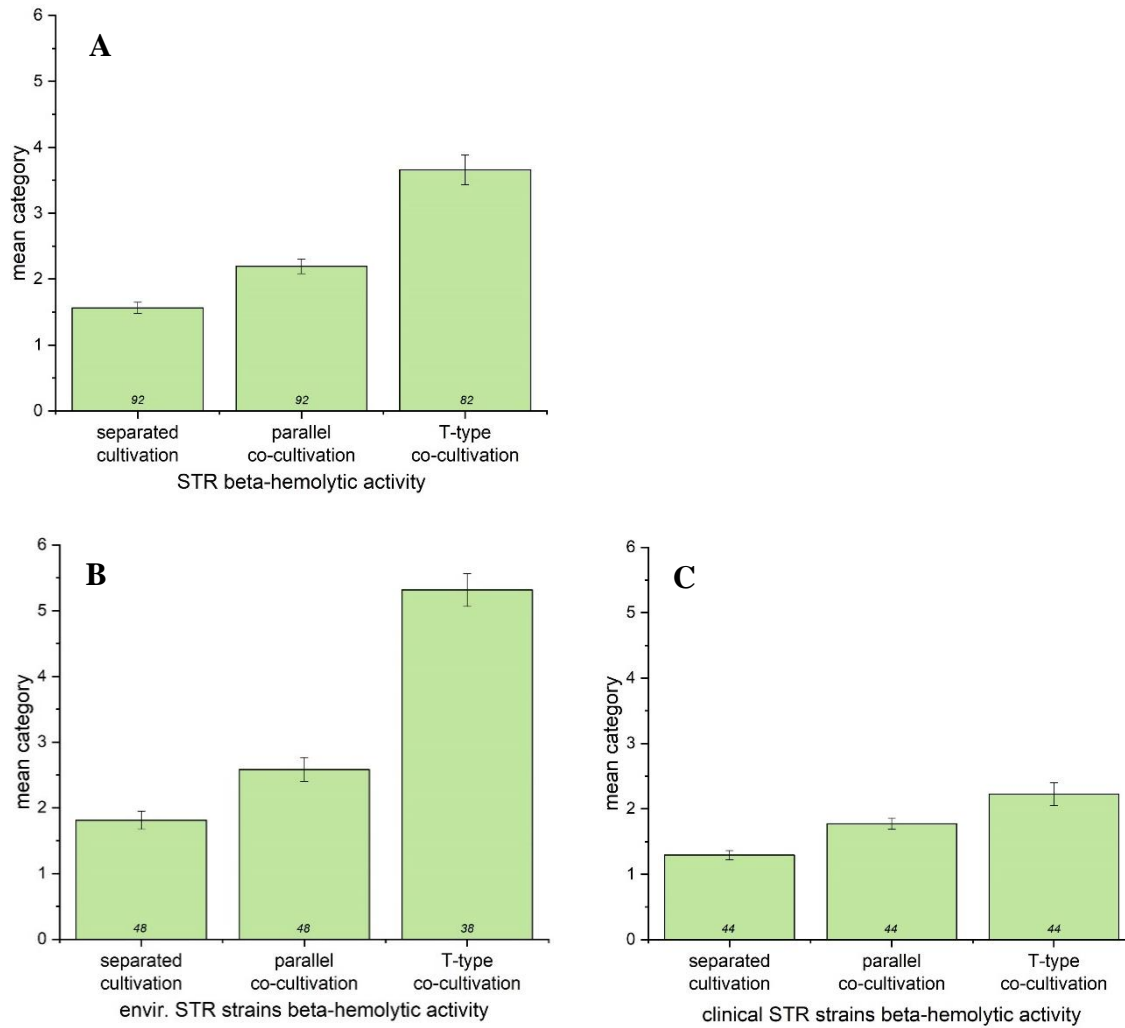 A
6
5
4
3
2
1
0
mean category
92
92
82
separated
cultivation
parallel
co-cultivation
T-type
co-cultivation
STR beta-hemolytic activity
B
6
5
4
3
2
1
0
mean category
48
48
38
separated
cultivation
parallel
co-cultivation
T-type
co-cultivation
envir. STR strains beta-hemolytic activity
C
6
5
4
3
2
1
0
mean category
44
44
44
separated
cultivation
parallel
co-cultivation
T-type
co-cultivation
clinical STR strains beta-hemolytic activity